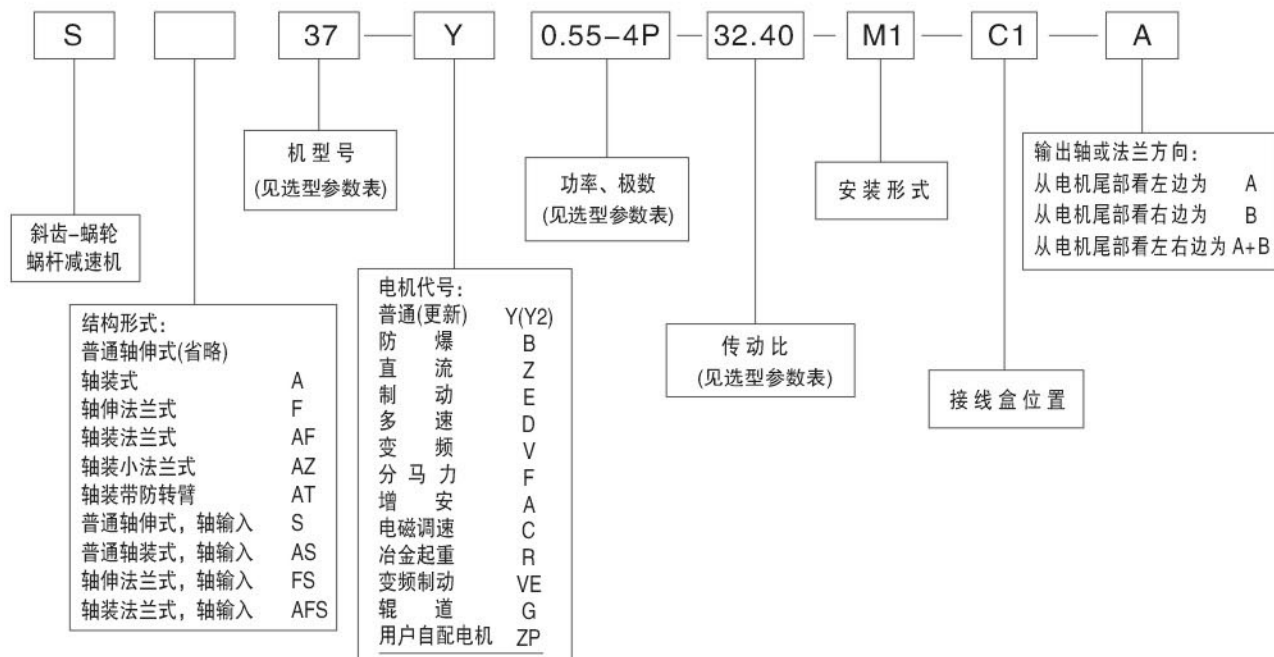 S 37 — Y 0.55-4P — 32.40 — M1 — C1 — A
斜齿-蜗轮
蜗杆减速机
结构形式：
普通轴伸式(省略)
轴装式 A
轴伸法兰式 F
轴装法兰式 AF
轴装小法兰式 AZ
轴装带防转臂 AT
普通轴伸式，轴输入 S
普通轴装式，轴输入 AS
轴伸法兰式，轴输入 FS
轴装法兰式，轴输入 AFS
机型号
(见选型参数表)
电机代号：
普通(更新) Y(Y2)
防爆 B
直流 Z
制动 E
多速 D
变频 V
分马力 F
增安 A
电磁调速 C
冶金起重 R
变频制动 VE
辊道 G
用户自配电机 ZP
功率、极数
(见选型参数表)
传动比
(见选型参数表)
安装形式
接线盒位置
输出轴或法兰方向：
从电机尾部看左边为 A
从电机尾部看右边为 B
从电机尾部看左右边为 A+B